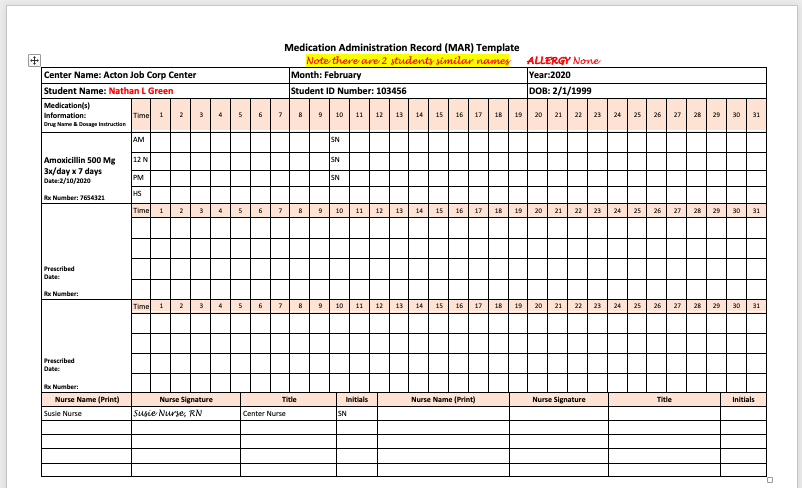 Medication Administration Record (MAR) Template
Note there are 2 students similar names ALLERGY None
Center Name: Acton Job Corp Center Month: February Year:2020
Student Name: Nathan L Green Student ID Number: 103456 DOB: 2/1/1999
Medication(s)
Information:
Drug Name & Dosage Instruction
Time 1 2 3 4 5 6 7 8 9 10 11 12 13 14 15 16 17 18 19 20 21 22 23 24 25 26 27 28 29 30 31
AM SN
12 N SN
PM SN
HS
Amoxicillin 500 Mg
3x/day x 7 days
Date:2/10/2020
Rx Number: 7654321
Time 1 2 3 4 5 6 7 8 9 10 11 12 13 14 15 16 17 18 19 20 21 22 23 24 25 26 27 28 29 30 31
Prescribed
Date:
Rx Number:
Time 1 2 3 4 5 6 7 8 9 10 11 12 13 14 15 16 17 18 19 20 21 22 23 24 25 26 27 28 29 30 31
Prescribed
Date:
Rx Number:
Nurse Name (Print) Nurse Signature Title Initials Nurse Name (Print) Nurse Signature Title Initials
Susie Nurse Susie Nurse, RN Center Nurse SN